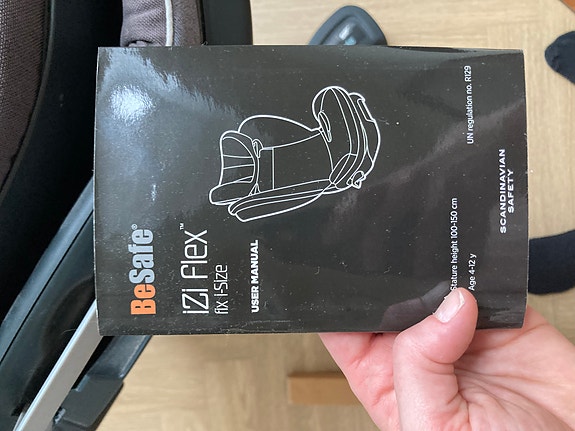 BeSafe®
iZi Flex™
fix i-Size
USER MANUAL
Stature height 100-150 cm
Age 4-12 y
UN regulation no. R129
SCANDINAVIAN
SAFETY